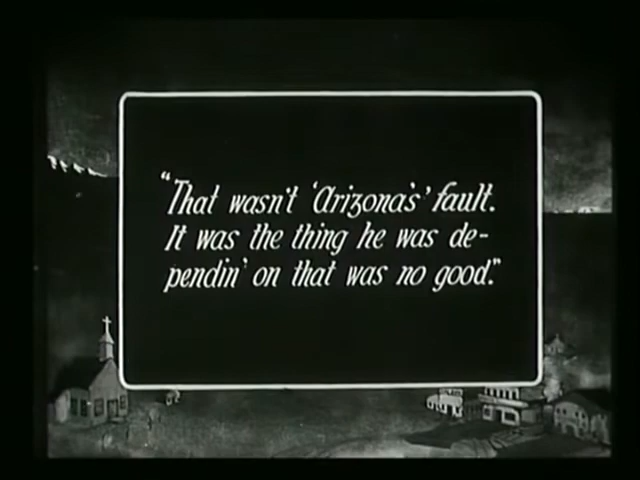 "That wasn't 'Arizona's' fault.
It was the thing he was de-
pendin' on that was no good."